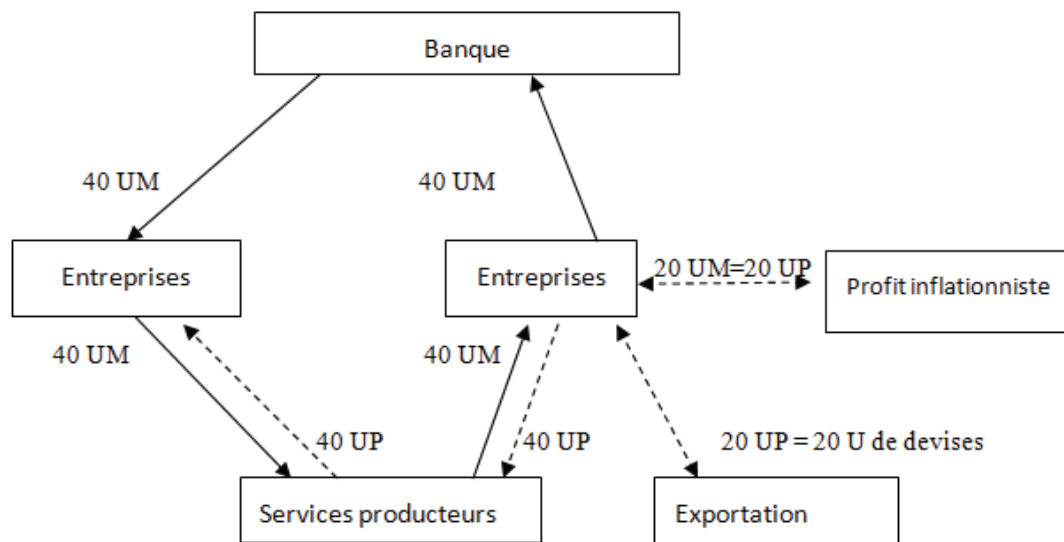 Banque
40 UM
40 UM
Entreprises
Entreprises
20 UM=20 UP
Profit inflationniste
40 UM
40 UM
40 UP
40 UP
20 UP = 20 U de devises
Services producteurs
Exportation